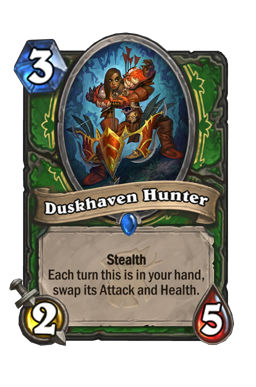 3
Duskhaven Hunter
Stealth
Each turn this is in your hand,
swap its Attack and Health.
2
5